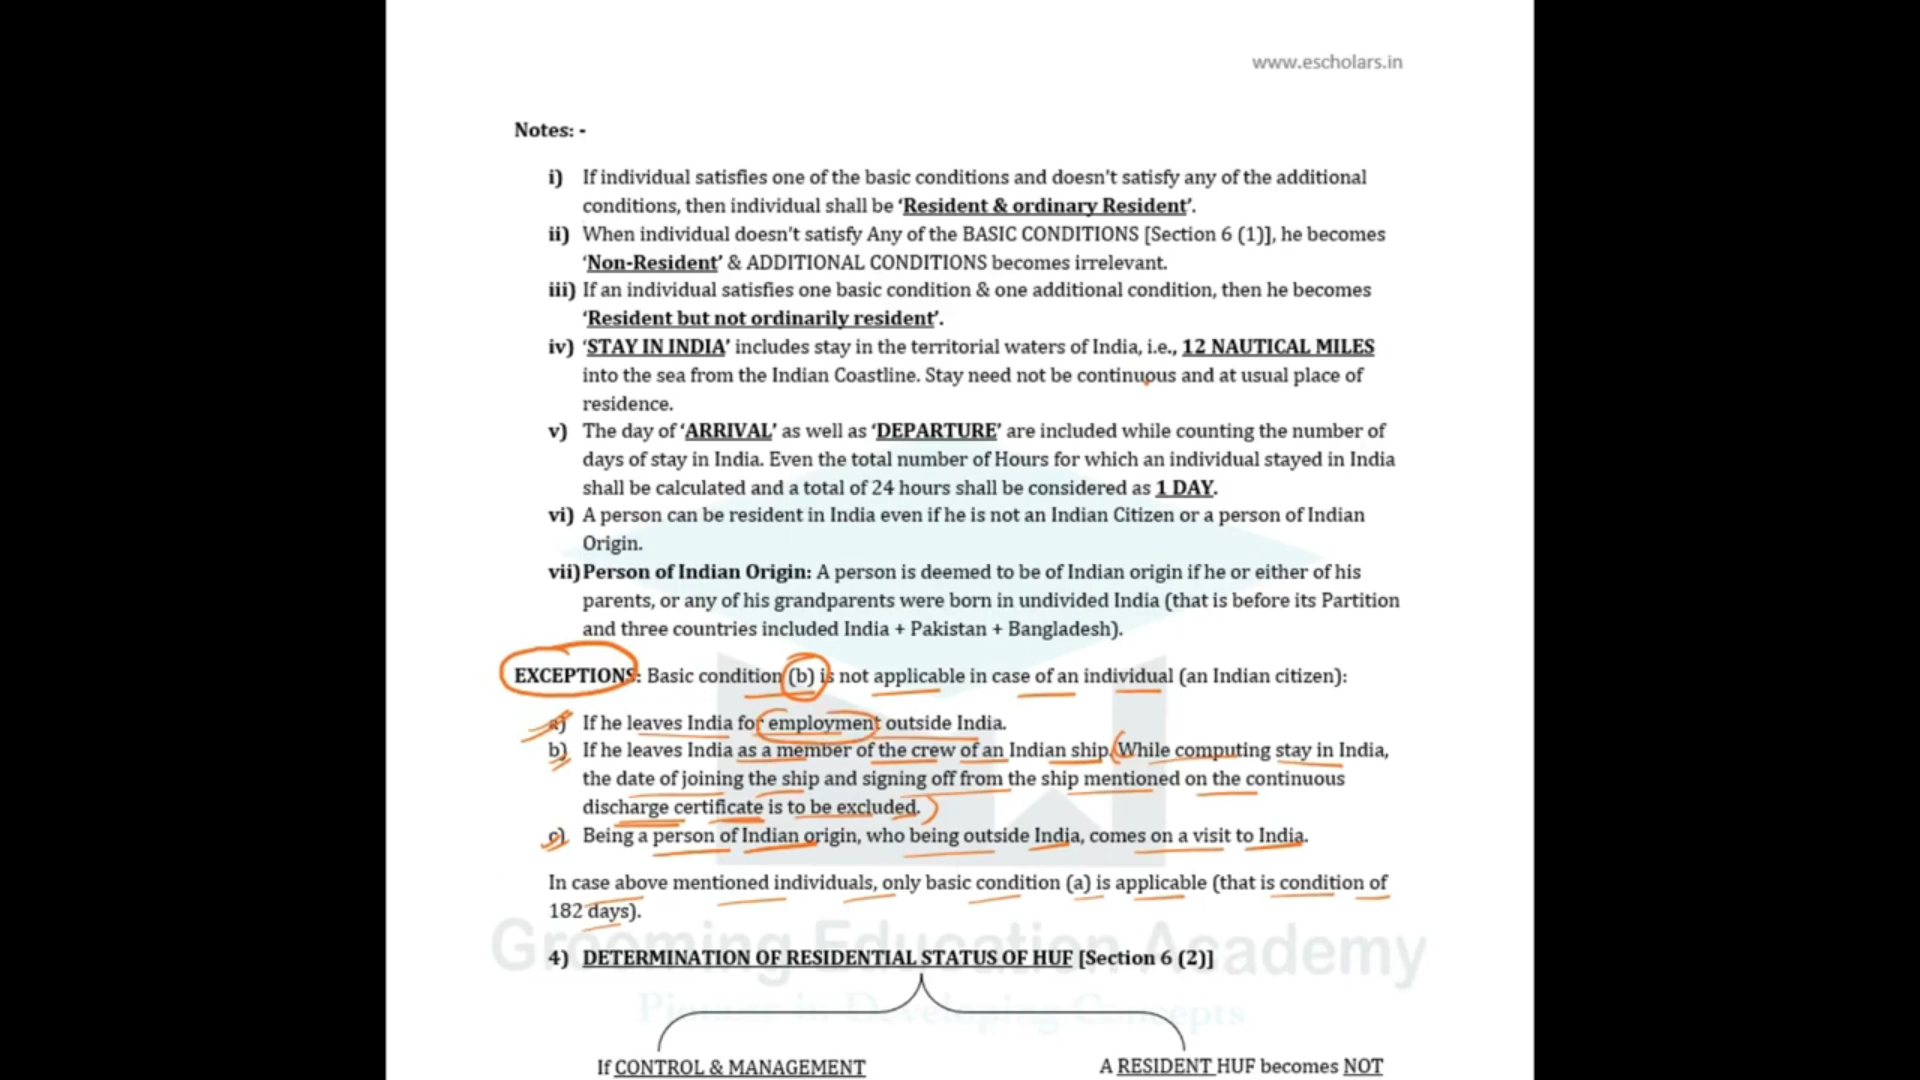 www.escholars.in
Notes: -
i) If individual satisfies one of the basic conditions and doesn't satisfy any of the additional
conditions, then individual shall be 'Resident & ordinary Resident'.
ii) When individual doesn't satisfy Any of the BASIC CONDITIONS [Section 6 (1)], he becomes
'Non-Resident' & ADDITIONAL CONDITIONS becomes irrelevant.
iii) If an individual satisfies one basic condition & one additional condition, then he becomes
'Resident but not ordinarily resident'.
iv) 'STAY IN INDIA' includes stay in the territorial waters of India, i.e., 12 NAUTICAL MILES
into the sea from the Indian Coastline. Stay need not be continuous and at usual place of
residence.
v) The day of 'ARRIVAL' as well as 'DEPARTURE' are included while counting the number of
days of stay in India. Even the total number of Hours for which an individual stayed in India
shall be calculated and a total of 24 hours shall be considered as 1 DAY.
vi) A person can be resident in India even if he is not an Indian Citizen or a person of Indian
Origin.
vii) Person of Indian Origin: A person is deemed to be of Indian origin if he or either of his
parents, or any of his grandparents were born in undivided India (that is before its Partition
and three countries included India + Pakistan + Bangladesh).
EXCEPTIONS: Basic condition (b) is not applicable in case of an individual (an Indian citizen):
a) If he leaves India for employment outside India.
b) If he leaves India as a member of the crew of an Indian ship. (While computing stay in India,
the date of joining the ship and signing off from the ship mentioned on the continuous
discharge certificate is to be excluded.)
c) Being a person of Indian origin, who being outside India, comes on a visit to India.
In case above mentioned individuals, only basic condition (a) is applicable (that is condition of
182 days).
Grooming Education Academy
4) DETERMINATION OF RESIDENTIAL STATUS OF HUF [Section 6 (2)]
Pioneer in Developing Concepts
If CONTROL & MANAGEMENT
A RESIDENT HUF becomes NOT